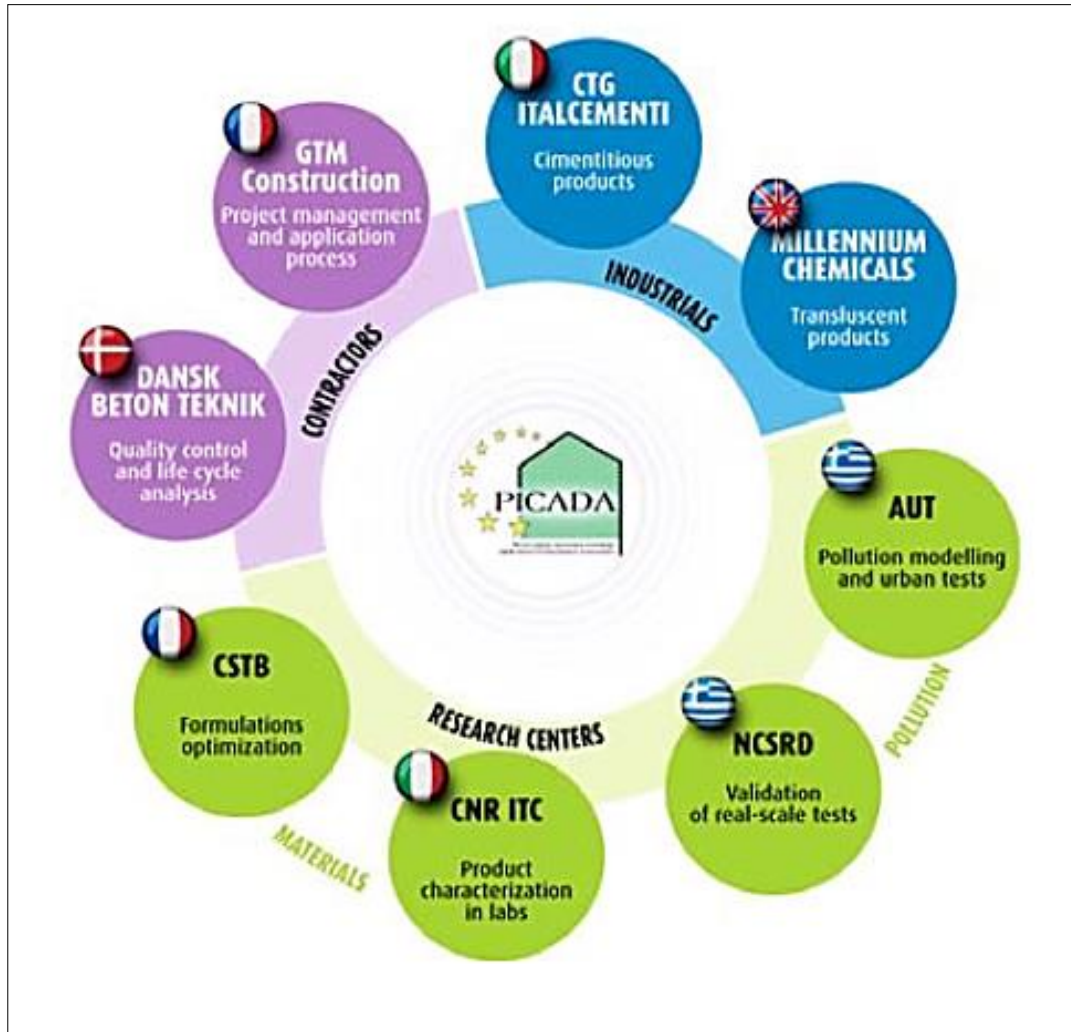 CTG
ITALCEMENTI
Cimentitious
products
MILLENNIUM
CHEMICALS
Transluscent
products
INDUSTRIALS
GTM
Construction
Project management
and application
process
DANSK
BETON TEKNIK
Quality control
and life cycle
analysis
CONTRACTORS
PICADA
AUT
Pollution modelling
and urban tests
NCSRD
Validation
of real-scale tests
POLLUTION
RESEARCH CENTERS
CSTB
Formulations
optimization
CNR ITC
Product
characterization
in labs
MATERIALS